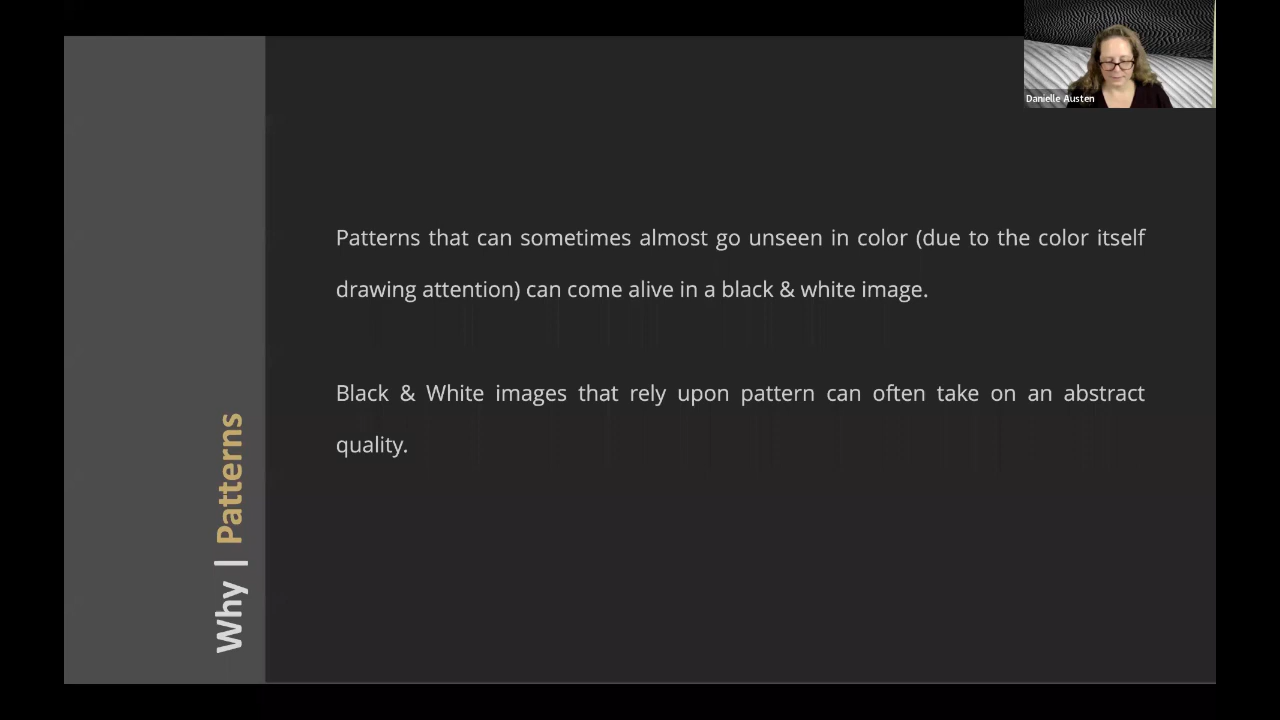 Danielle Austen
Patterns that can sometimes almost go unseen in color (due to the color itself
drawing attention) can come alive in a black & white image.
Black & White images that rely upon pattern can often take on an abstract
quality.
Why | Patterns